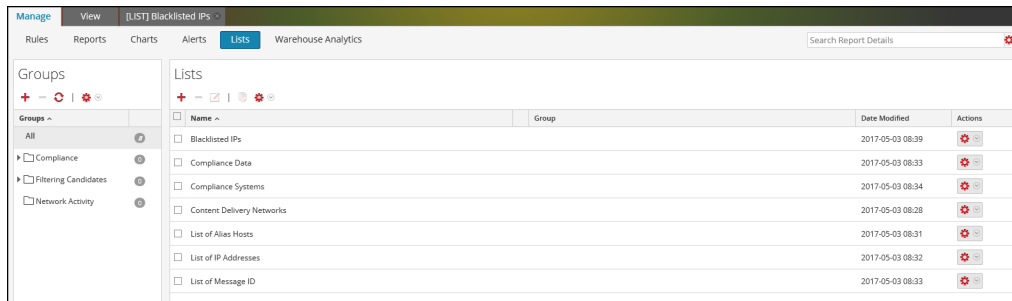 Manage View [LIST] Blacklisted IPs
Rules Reports Charts Alerts Lists Warehouse Analytics Search Report Details
Groups
Lists
Groups
Name Group Date Modified Actions
All
Blacklisted IPs 2017-05-03 08:39
Compliance 0
Compliance Data 2017-05-03 08:33
Filtering Candidates 0
Compliance Systems 2017-05-03 08:34
Network Activity 0
Content Delivery Networks 2017-05-03 08:28
List of Alias Hosts 2017-05-03 08:31
List of IP Addresses 2017-05-03 08:32
List of Message ID 2017-05-03 08:33